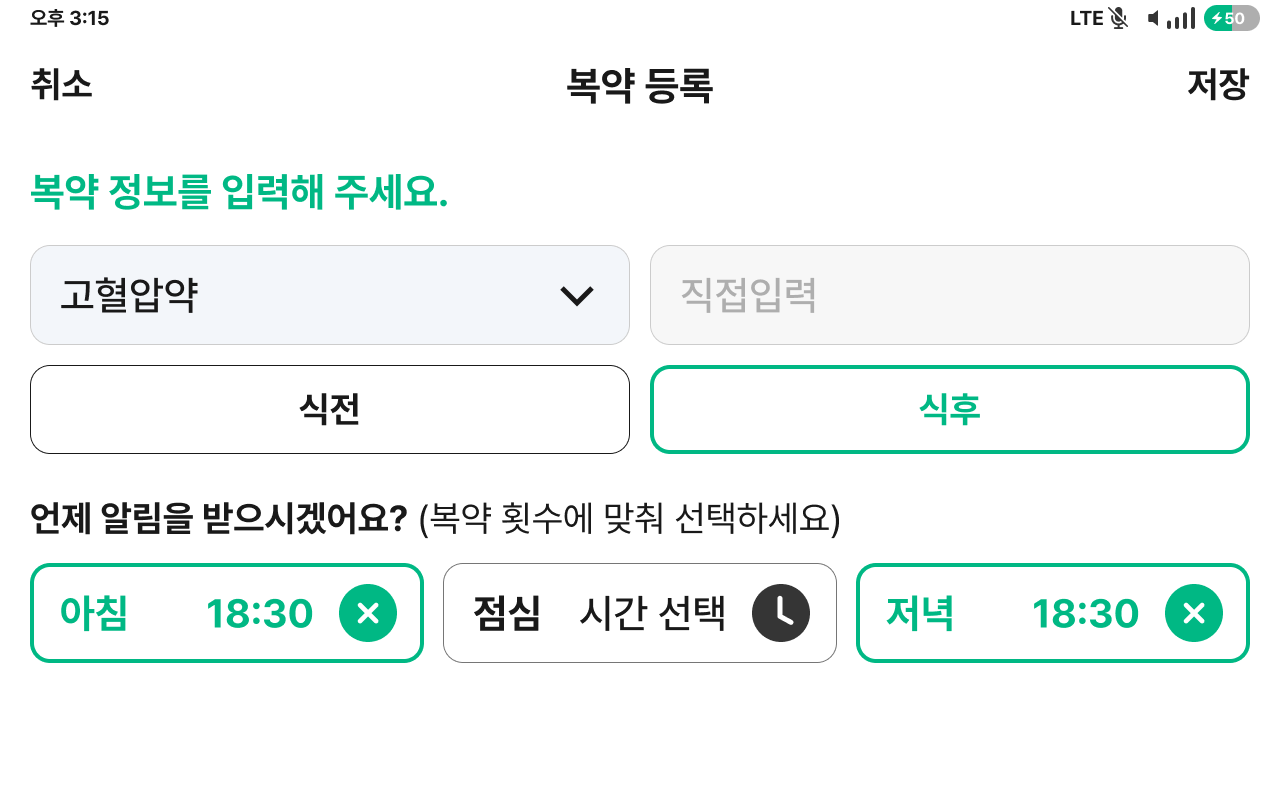 오후 3:15
LTE 50
취소 복약 등록 저장
복약 정보를 입력해 주세요.
고혈압약 직접입력
식전 식후
언제 알림을 받으시겠어요? (복약 횟수에 맞춰 선택하세요)
아침 18:30 점심 시간 선택 저녁 18:30